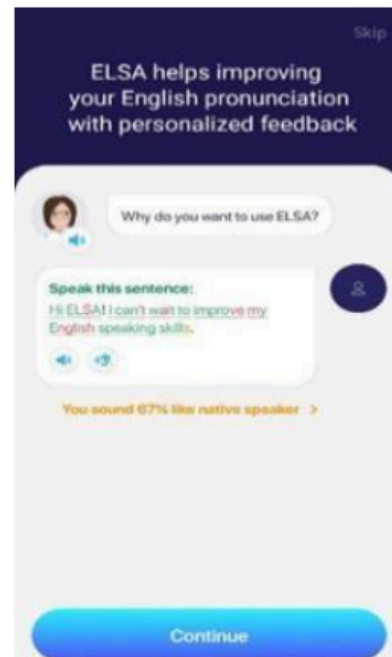 Skip
ELSA helps improving
your English pronunciation
with personalized feedback
Why do you want to use ELSA?
Speak this sentence:
Hi ELSA! I can't wait to improve my
English speaking skills.
You sound 67% like native speaker >
Continue